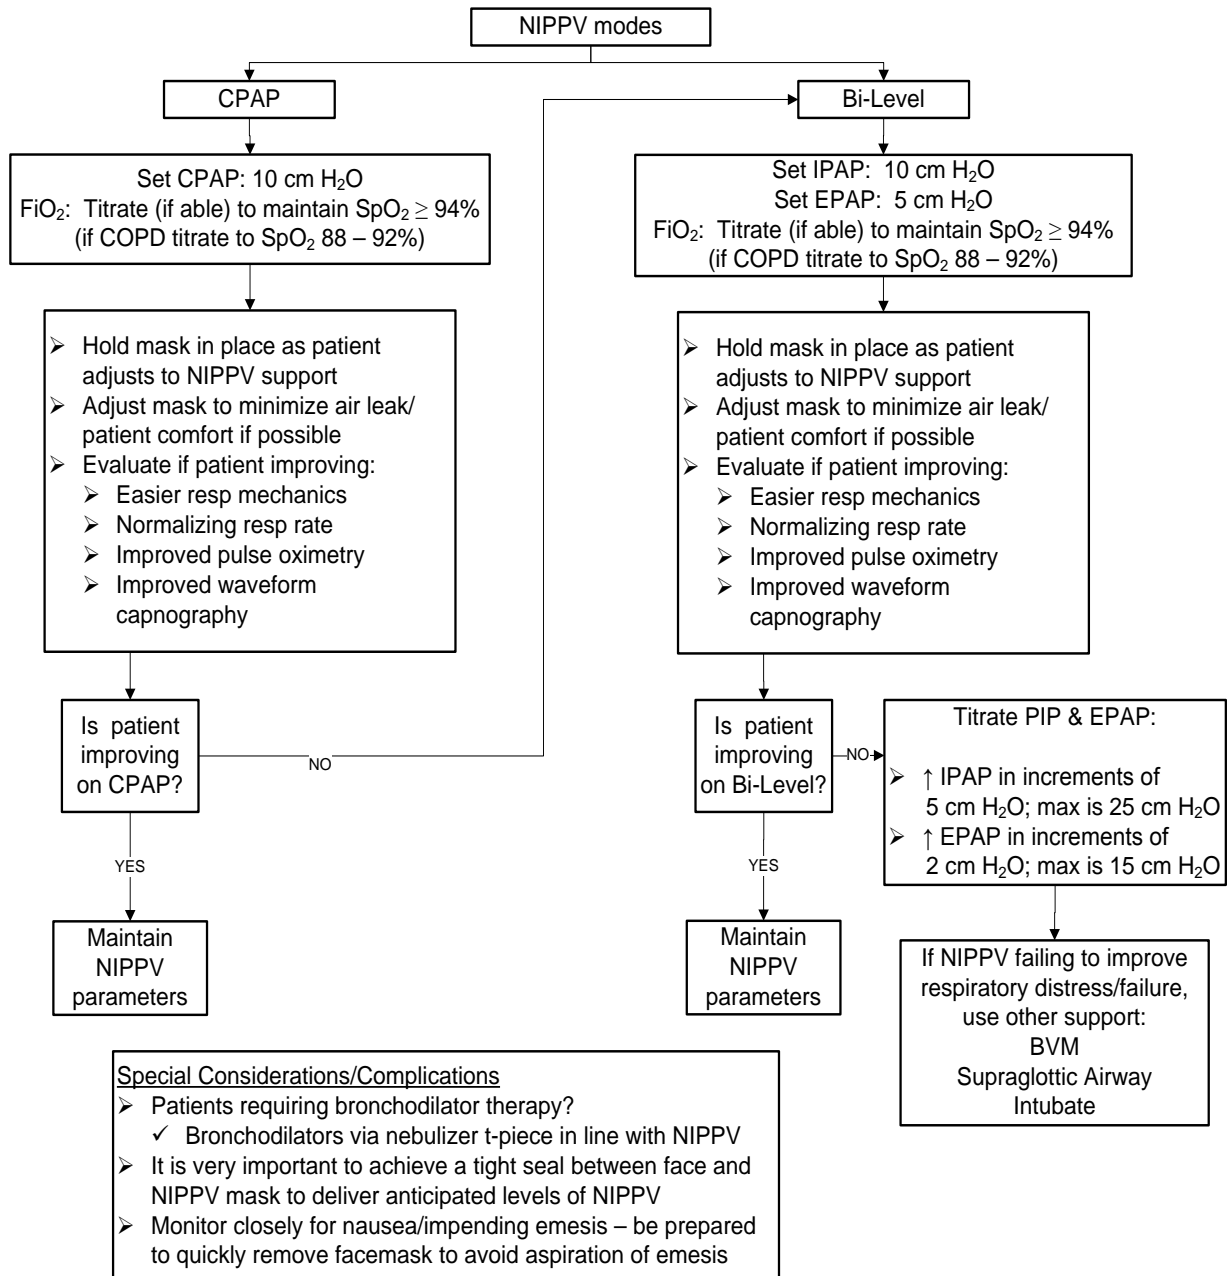 NIPPV modes
CPAP
Set CPAP: 10 cm H₂O
FiO₂: Titrate (if able) to maintain SpO₂ ≥ 94%
(if COPD titrate to SpO₂ 88 – 92%)
➢ Hold mask in place as patient
adjusts to NIPPV support
➢ Adjust mask to minimize air leak/
patient comfort if possible
➢ Evaluate if patient improving:
➢ Easier resp mechanics
➢ Normalizing resp rate
➢ Improved pulse oximetry
➢ Improved waveform
capnography
Is patient
improving
on CPAP?
NO
YES
Maintain
NIPPV
parameters
Bi-Level
Set IPAP: 10 cm H₂O
Set EPAP: 5 cm H₂O
FiO₂: Titrate (if able) to maintain SpO₂ ≥ 94%
(if COPD titrate to SpO₂ 88 – 92%)
➢ Hold mask in place as patient
adjusts to NIPPV support
➢ Adjust mask to minimize air leak/
patient comfort if possible
➢ Evaluate if patient improving:
➢ Easier resp mechanics
➢ Normalizing resp rate
➢ Improved pulse oximetry
➢ Improved waveform
capnography
Is patient
improving
on Bi-Level?
NO
YES
Maintain
NIPPV
parameters
Titrate PIP & EPAP:
➢ ↑ IPAP in increments of
5 cm H₂O; max is 25 cm H₂O
➢ ↑ EPAP in increments of
2 cm H₂O; max is 15 cm H₂O
If NIPPV failing to improve
respiratory distress/failure,
use other support:
BVM
Supraglottic Airway
Intubate
Special Considerations/Complications
➢ Patients requiring bronchodilator therapy?
✓ Bronchodilators via nebulizer t-piece in line with NIPPV
➢ It is very important to achieve a tight seal between face and
NIPPV mask to deliver anticipated levels of NIPPV
➢ Monitor closely for nausea/impending emesis – be prepared
to quickly remove facemask to avoid aspiration of emesis